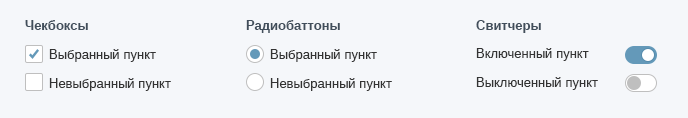 Чекбоксы
Выбранный пункт
Невыбранный пункт
Радиобаттоны
Выбранный пункт
Невыбранный пункт
Свитчеры
Включенный пункт
Выключенный пункт